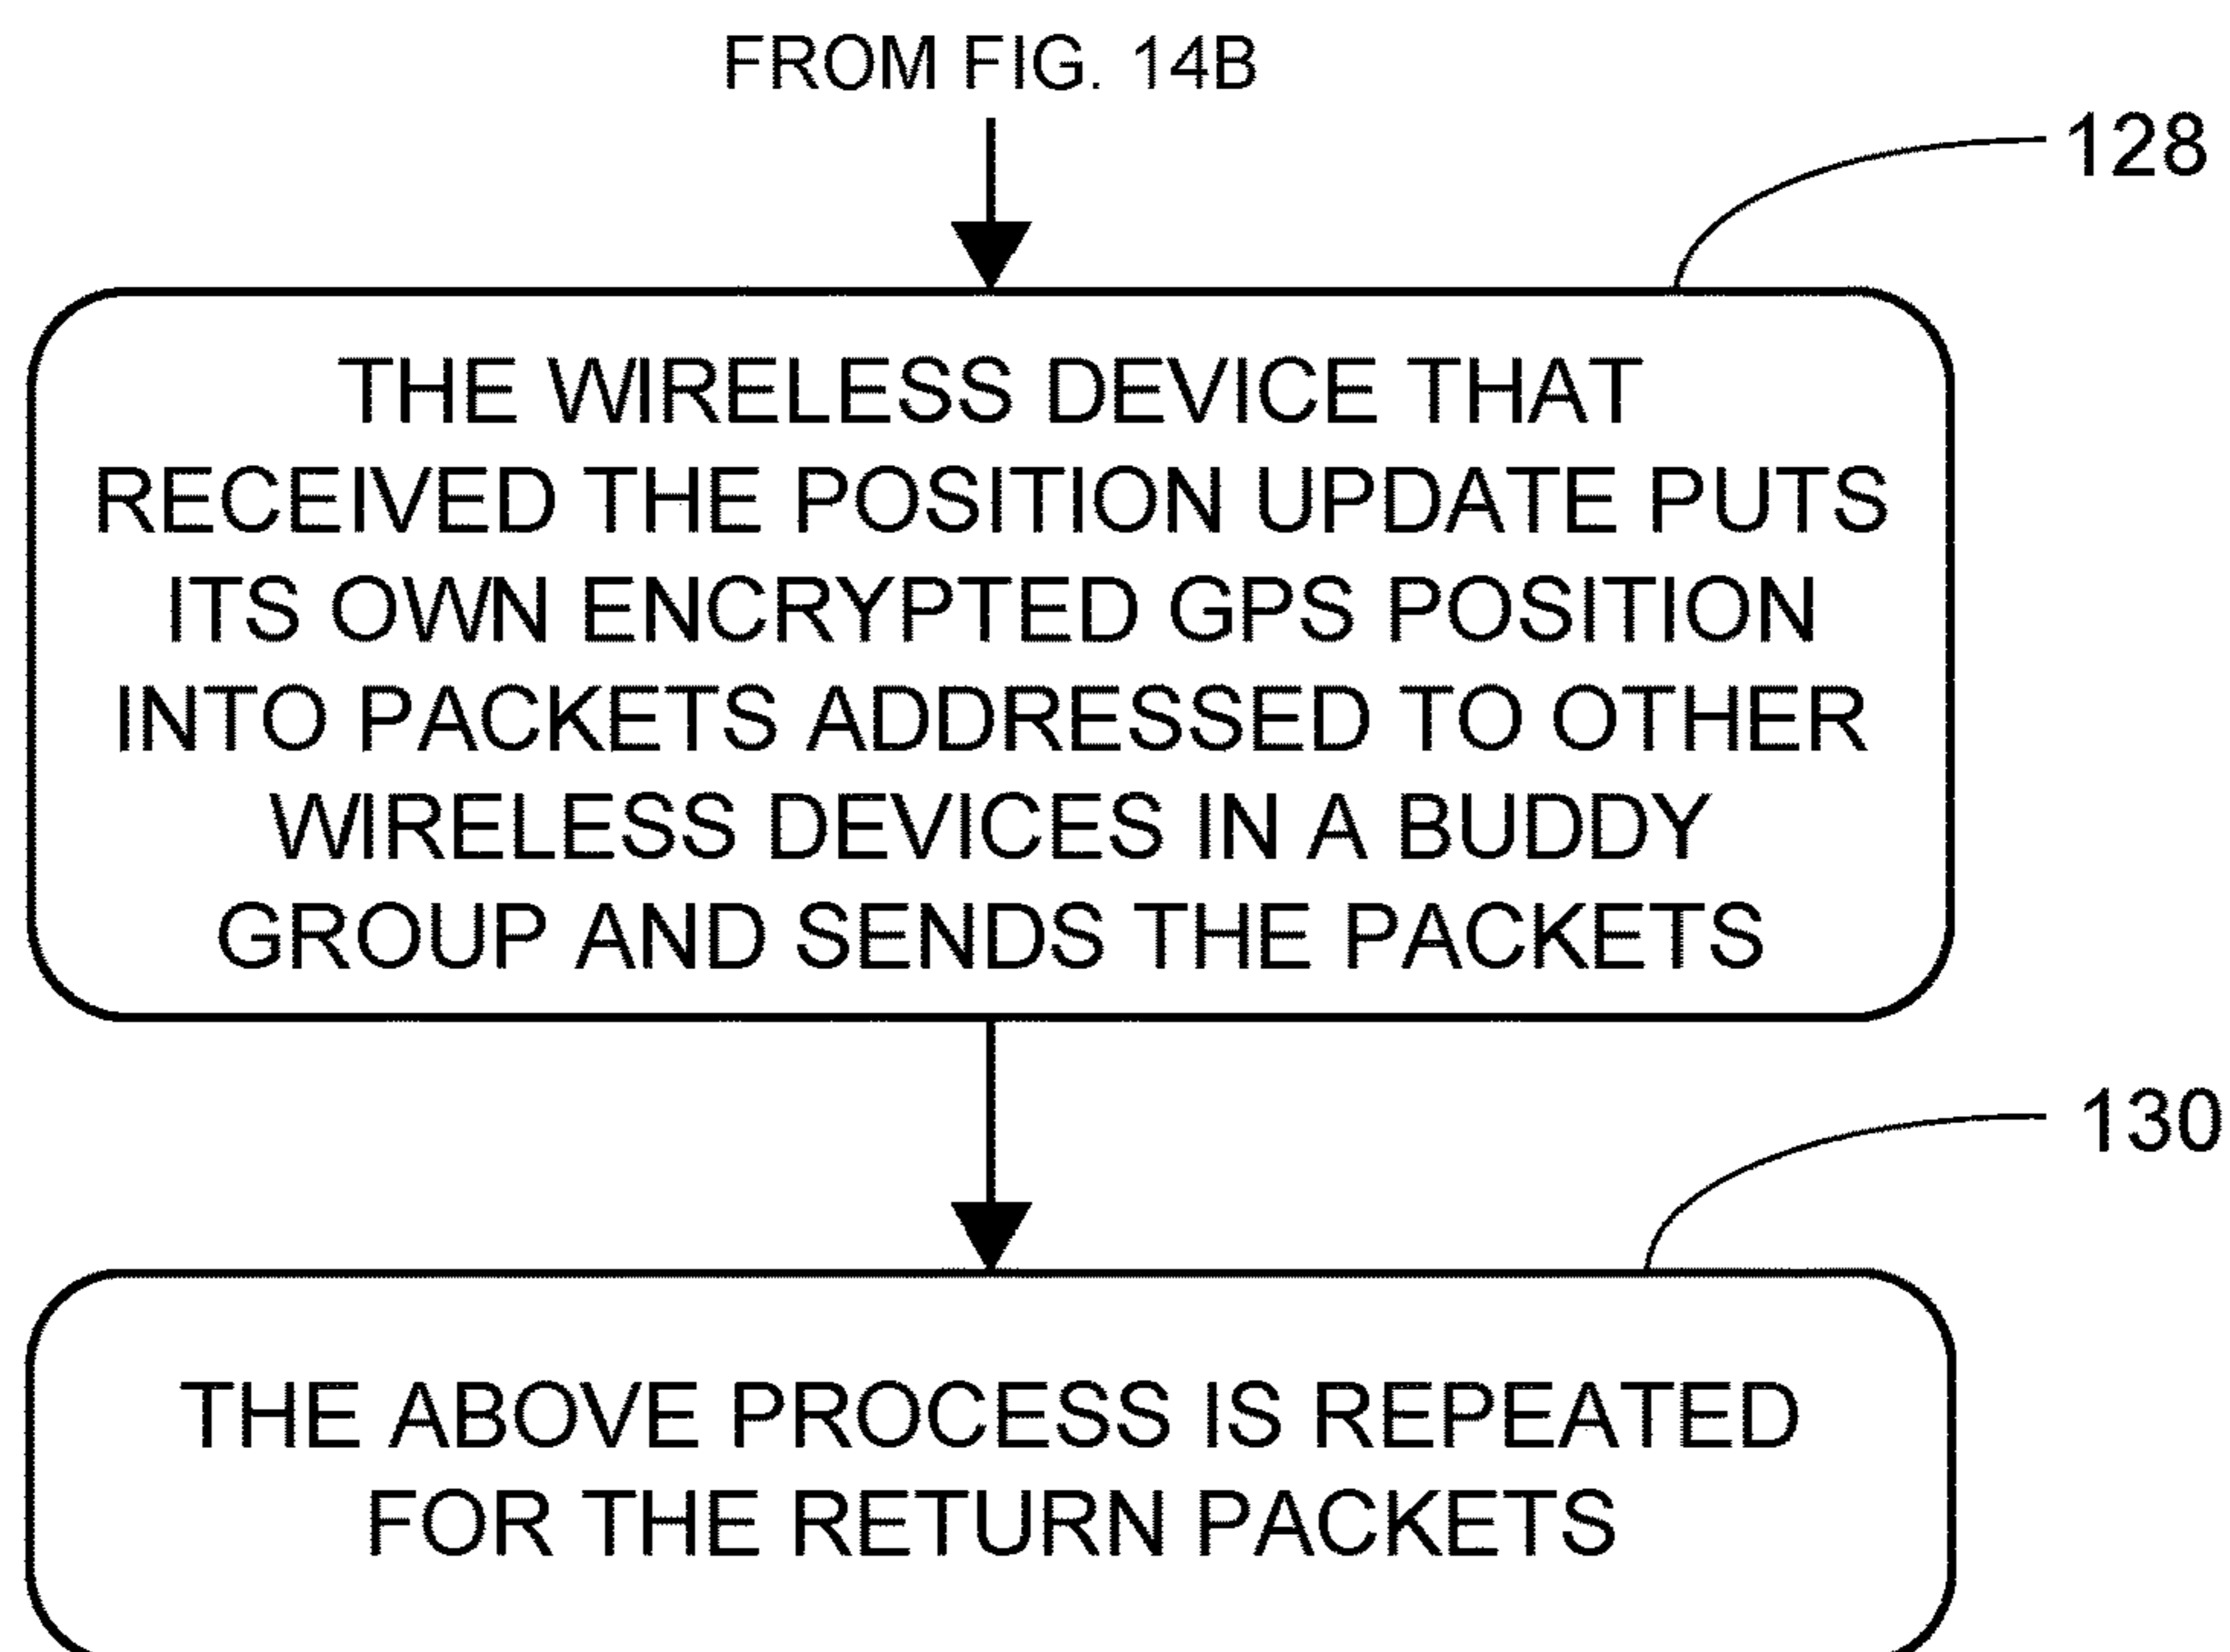 FROM FIG. 14B
128
THE WIRELESS DEVICE THAT
RECEIVED THE POSITION UPDATE PUTS
ITS OWN ENCRYPTED GPS POSITION
INTO PACKETS ADDRESSED TO OTHER
WIRELESS DEVICES IN A BUDDY
GROUP AND SENDS THE PACKETS
130
THE ABOVE PROCESS IS REPEATED
FOR THE RETURN PACKETS